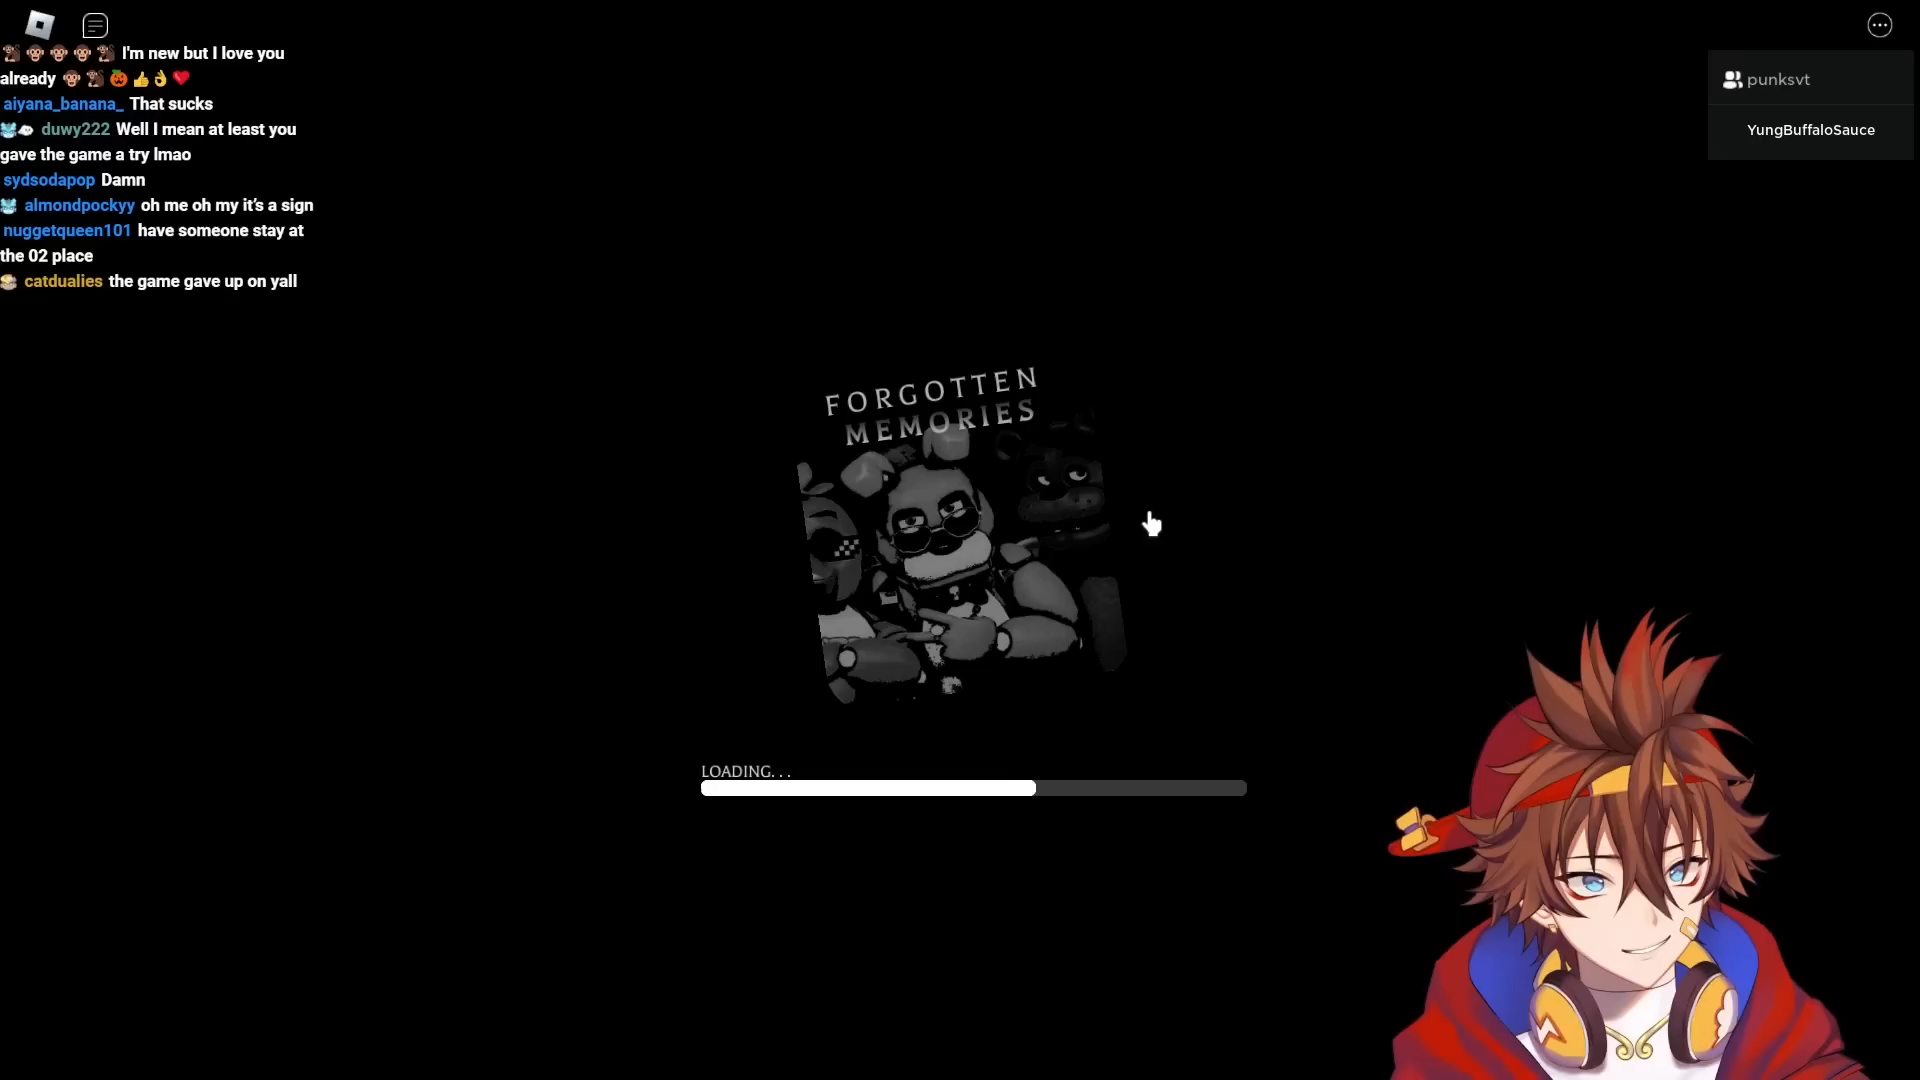 I'm new but I love you
already
aiyana_banana_ That sucks
duwy222 Well I mean at least you
gave the game a try lmao
sydsodapop Damn
almondpockyy oh me oh my it's a sign
nuggetqueen101 have someone stay at
the 02 place
catdualies the game gave up on yall
punksvt
YungBuffaloSauce
FORGOTTEN
MEMORIES
LOADING. . .